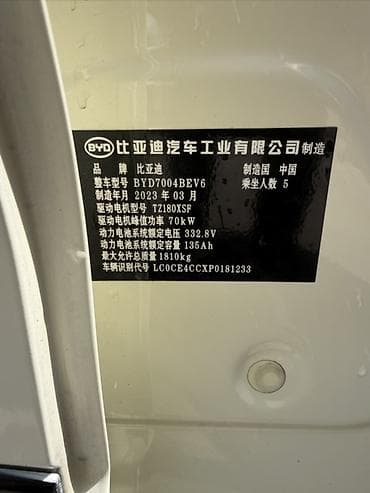 BYD 比亚迪汽车工业有限公司制造
品 牌 比亚迪 制造国 中国
整车型号 BYD7004BEV6 乘坐人数 5
制造年月 2023 年 03 月
驱动电机型号 TZ180XSF
驱动电机峰值功率 70kW
动力电池系统额定电压 332.8V
动力电池系统额定容量 135Ah
最大允许总质量 1810kg
车辆识别代号 LC0CE4CCXP0181233